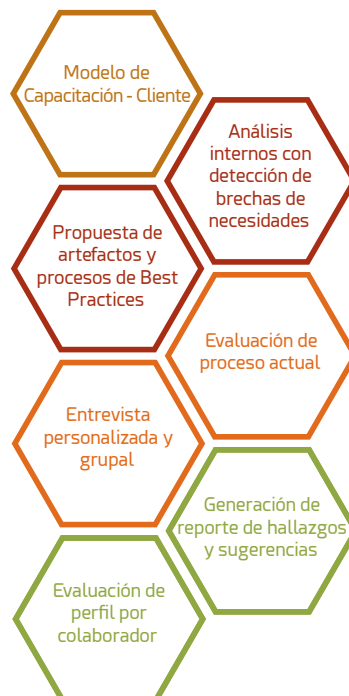 Modelo de
Capacitación - Cliente
Análisis
internos con
detección de
brechas de
necesidades
Propuesta de
artefactos y
procesos de Best
Practices
Evaluación de
proceso actual
Entrevista
personalizada y
grupal
Generación de
reporte de hallazgos
y sugerencias
Evaluación de
perfil por
colaborador